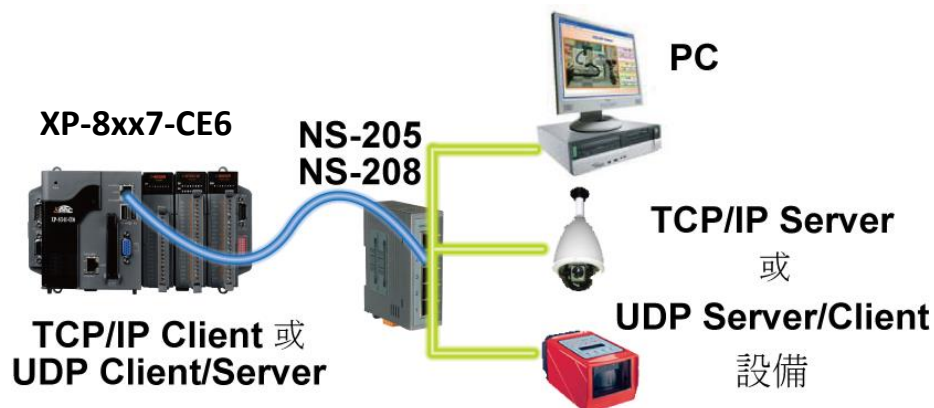 PC
XP-8xx7-CE6
NS-205
NS-208
TCP/IP Server
或
UDP Server/Client
設備
TCP/IP Client 或
UDP Client/Server